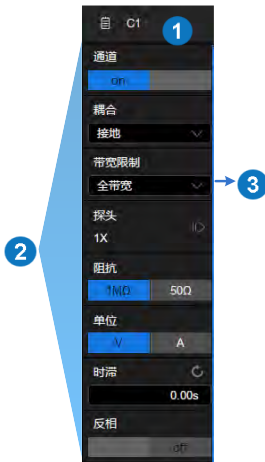 C1 1
通道
on
耦合
接地
带宽限制
全带宽
3
探头
1X
2
阻抗
1MΩ 50Ω
单位
V A
时滞
0.00s
反相
off